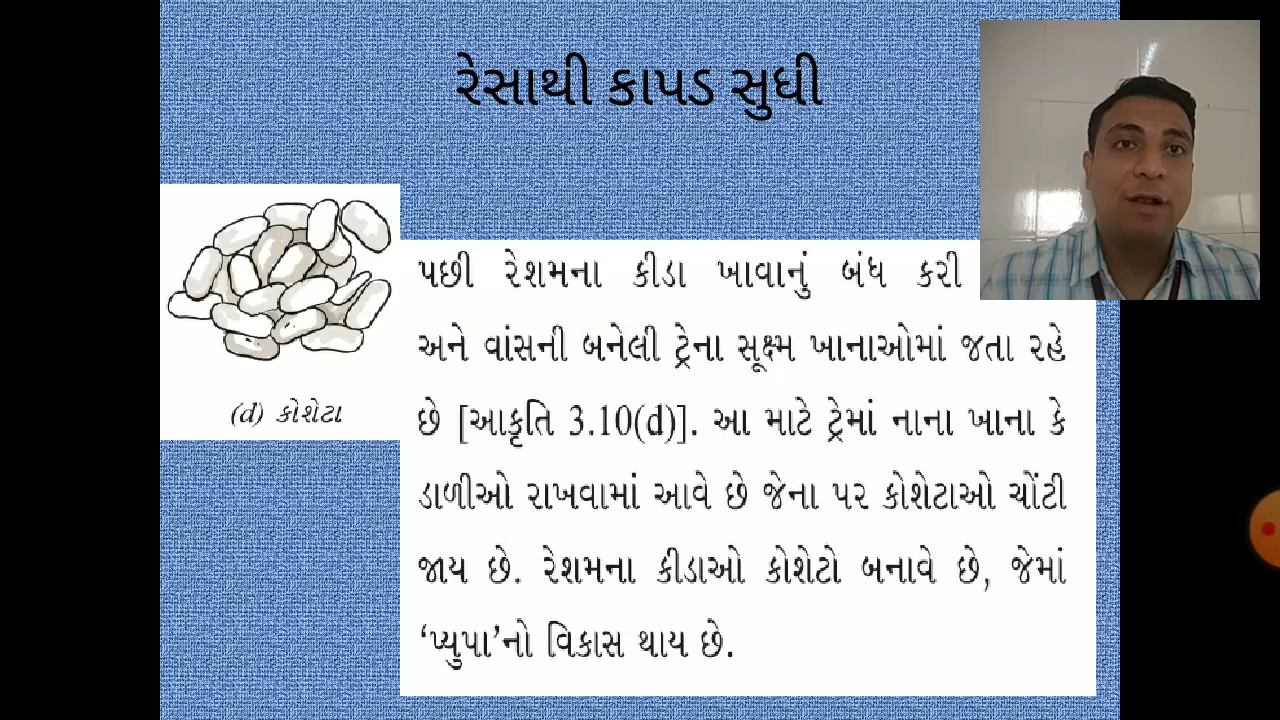 રેસાથી કાપડ સુધી
(d) કોશેટા
પછી રેશમના કીડા ખાવાનું બંધ કરી
અને વાંસની બનેલી ટ્રેના સૂક્ષ્મ ખાનાઓમાં જતા રહે
છે [આકૃતિ 3.10(d)]. આ માટે ટ્રેમાં નાના ખાના કે
ડાળીઓ રાખવામાં આવે છે જેના પર કોશેટાઓ ચોંટી
જાય છે. રેશમના કીડાઓ કોશેટો બનાવે છે, જેમાં
‘પ્યુપા’નો વિકાસ થાય છે.